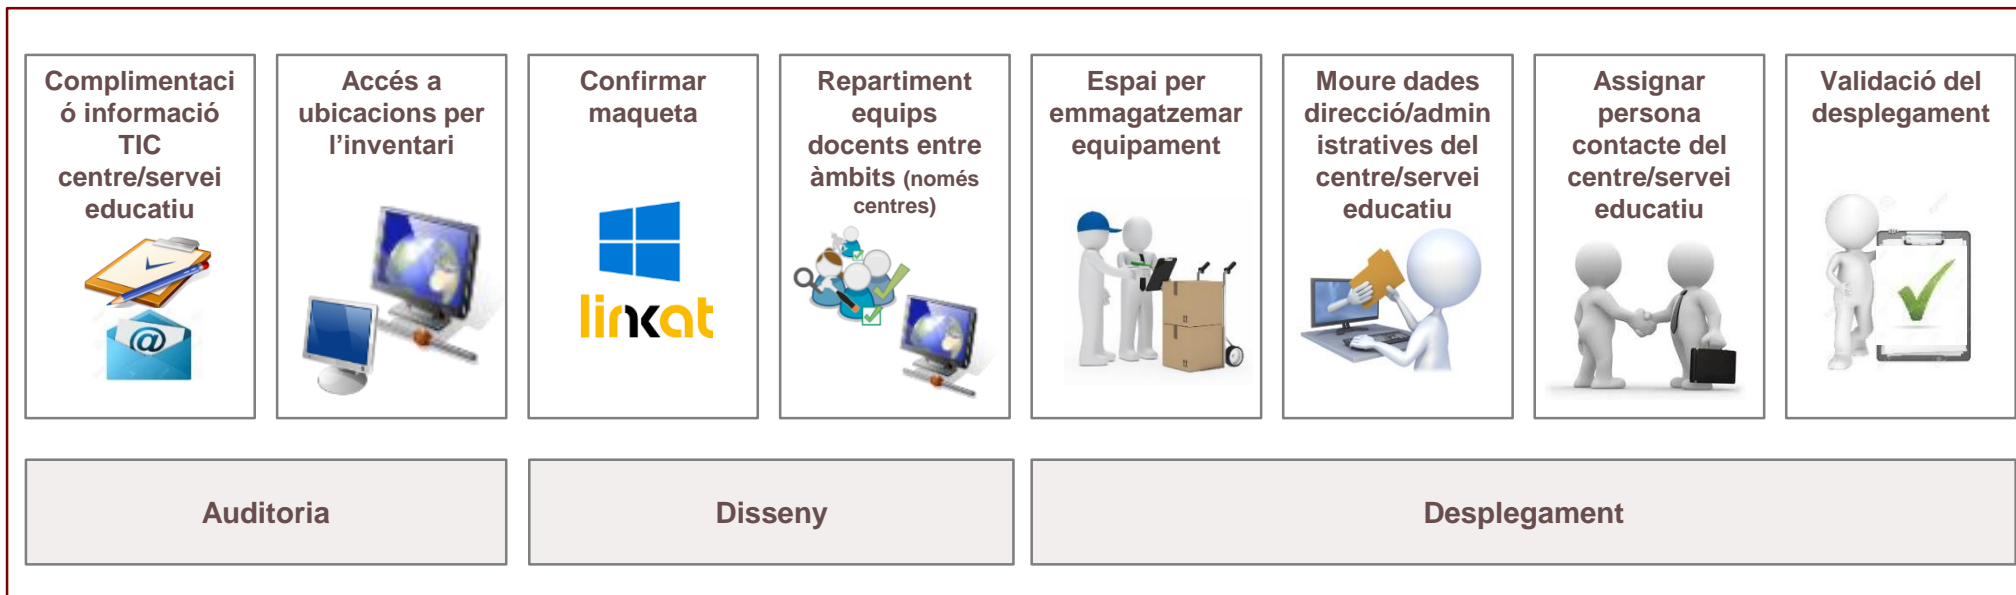 Complimentaci
ó informació
TIC
centre/servei
educatiu
Accés a
ubicacions per
l’inventari
Confirmar
maqueta
linkat
Repartiment
equips
docents entre
àmbits (només
centres)
Espai per
emmagatzemar
equipament
Moure dades
direcció/admin
istratives del
centre/servei
educatiu
Assignar
persona
contacte del
centre/servei
educatiu
Validació del
desplegament
Auditoria
Disseny
Desplegament